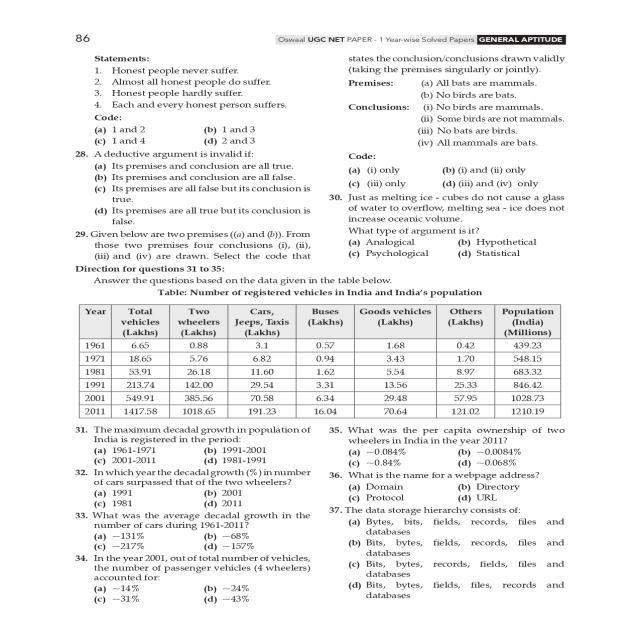 86
Oswaal UGC NET PAPER - 1 Year-wise Solved Papers GENERAL APTITUDE
Statements:
1. Honest people never suffer.
2. Almost all honest people do suffer.
3. Honest people hardly suffer.
4. Each and every honest person suffers.
Code:
(a) 1 and 2 (b) 1 and 3
(c) 1 and 4 (d) 2 and 3
28. A deductive argument is invalid if:
(a) Its premises and conclusion are all true.
(b) Its premises and conclusion are all false.
(c) Its premises are all false but its conclusion is
true.
(d) Its premises are all true but its conclusion is
false.
29. Given below are two premises ((a) and (b)). From
those two premises four conclusions (i), (ii),
(iii) and (iv) are drawn. Select the code that
states the conclusion/conclusions drawn validly
(taking the premises singularly or jointly).
Premises: (a) All bats are mammals.
(b) No birds are bats.
Conclusions: (i) No birds are mammals.
(ii) Some birds are not mammals.
(iii) No bats are birds.
(iv) All mammals are bats.
Code:
(a) (i) only (b) (i) and (ii) only
(c) (iii) only (d) (iii) and (iv) only
30. Just as melting ice - cubes do not cause a glass
of water to overflow, melting sea - ice does not
increase oceanic volume.
What type of argument is it?
(a) Analogical (b) Hypothetical
(c) Psychological (d) Statistical
Direction for questions 31 to 35:
Answer the questions based on the data given in the table below.
Table: Number of registered vehicles in India and India's population
Year Total vehicles (Lakhs) Two wheelers (Lakhs) Cars, Jeeps, Taxis (Lakhs) Buses (Lakhs) Goods vehicles (Lakhs) Others (Lakhs) Population (India) (Millions)
1961 6.65 0.88 3.1 0.57 1.68 0.42 439.23
1971 18.65 5.76 6.82 0.94 3.43 1.70 548.15
1981 53.91 26.18 11.60 1.62 5.54 8.97 683.32
1991 213.74 142.00 29.54 3.31 13.56 25.33 846.42
2001 549.91 385.56 70.58 6.34 29.48 57.95 1028.73
2011 1417.58 1018.65 191.23 16.04 70.64 121.02 1210.19
31. The maximum decadal growth in population of
India is registered in the period:
(a) 1961-1971 (b) 1991-2001
(c) 2001-2011 (d) 1981-1991
32. In which year the decadal growth (%) in number
of cars surpassed that of the two wheelers?
(a) 1991 (b) 2001
(c) 1981 (d) 2011
33. What was the average decadal growth in the
number of cars during 1961-2011?
(a) ~131% (b) ~68%
(c) ~217% (d) ~157%
34. In the year 2001, out of total number of vehicles,
the number of passenger vehicles (4 wheelers)
accounted for:
(a) ~14% (b) ~24%
(c) ~31% (d) ~43%
35. What was the per capita ownership of two
wheelers in India in the year 2011?
(a) ~0.084% (b) ~0.0084%
(c) ~0.84% (d) ~0.068%
36. What is the name for a webpage address?
(a) Domain (b) Directory
(c) Protocol (d) URL
37. The data storage hierarchy consists of:
(a) Bytes, bits, fields, records, files and
databases
(b) Bits, bytes, fields, records, files and
databases
(c) Bits, bytes, records, fields, files and
databases
(d) Bits, bytes, fields, files, records and
databases